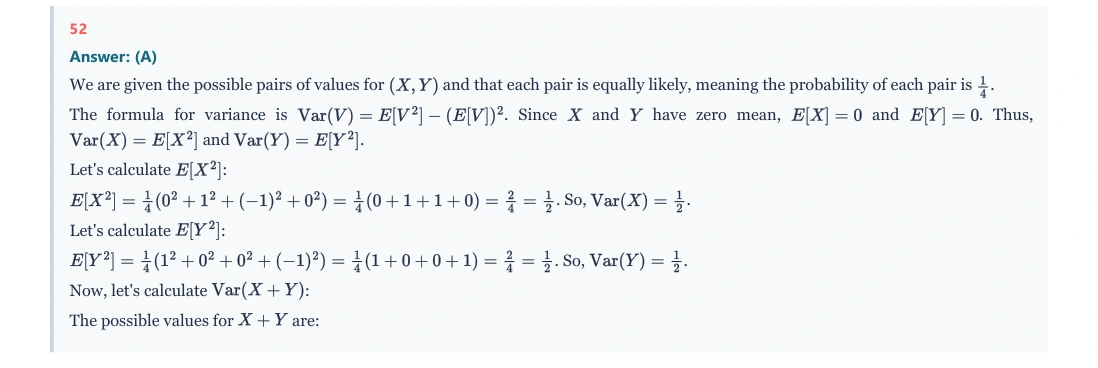 52
Answer: (A)
We are given the possible pairs of values for (X, Y) and that each pair is equally likely, meaning the probability of each pair is 1/4.
The formula for variance is Var(V) = E[V²] − (E[V])². Since X and Y have zero mean, E[X] = 0 and E[Y] = 0. Thus,
Var(X) = E[X²] and Var(Y) = E[Y²].
Let's calculate E[X²]:
E[X²] = 1/4(0² + 1² + (−1)² + 0²) = 1/4(0 + 1 + 1 + 0) = 2/4 = 1/2. So, Var(X) = 1/2.
Let's calculate E[Y²]:
E[Y²] = 1/4(1² + 0² + 0² + (−1)²) = 1/4(1 + 0 + 0 + 1) = 2/4 = 1/2. So, Var(Y) = 1/2.
Now, let's calculate Var(X + Y):
The possible values for X + Y are: